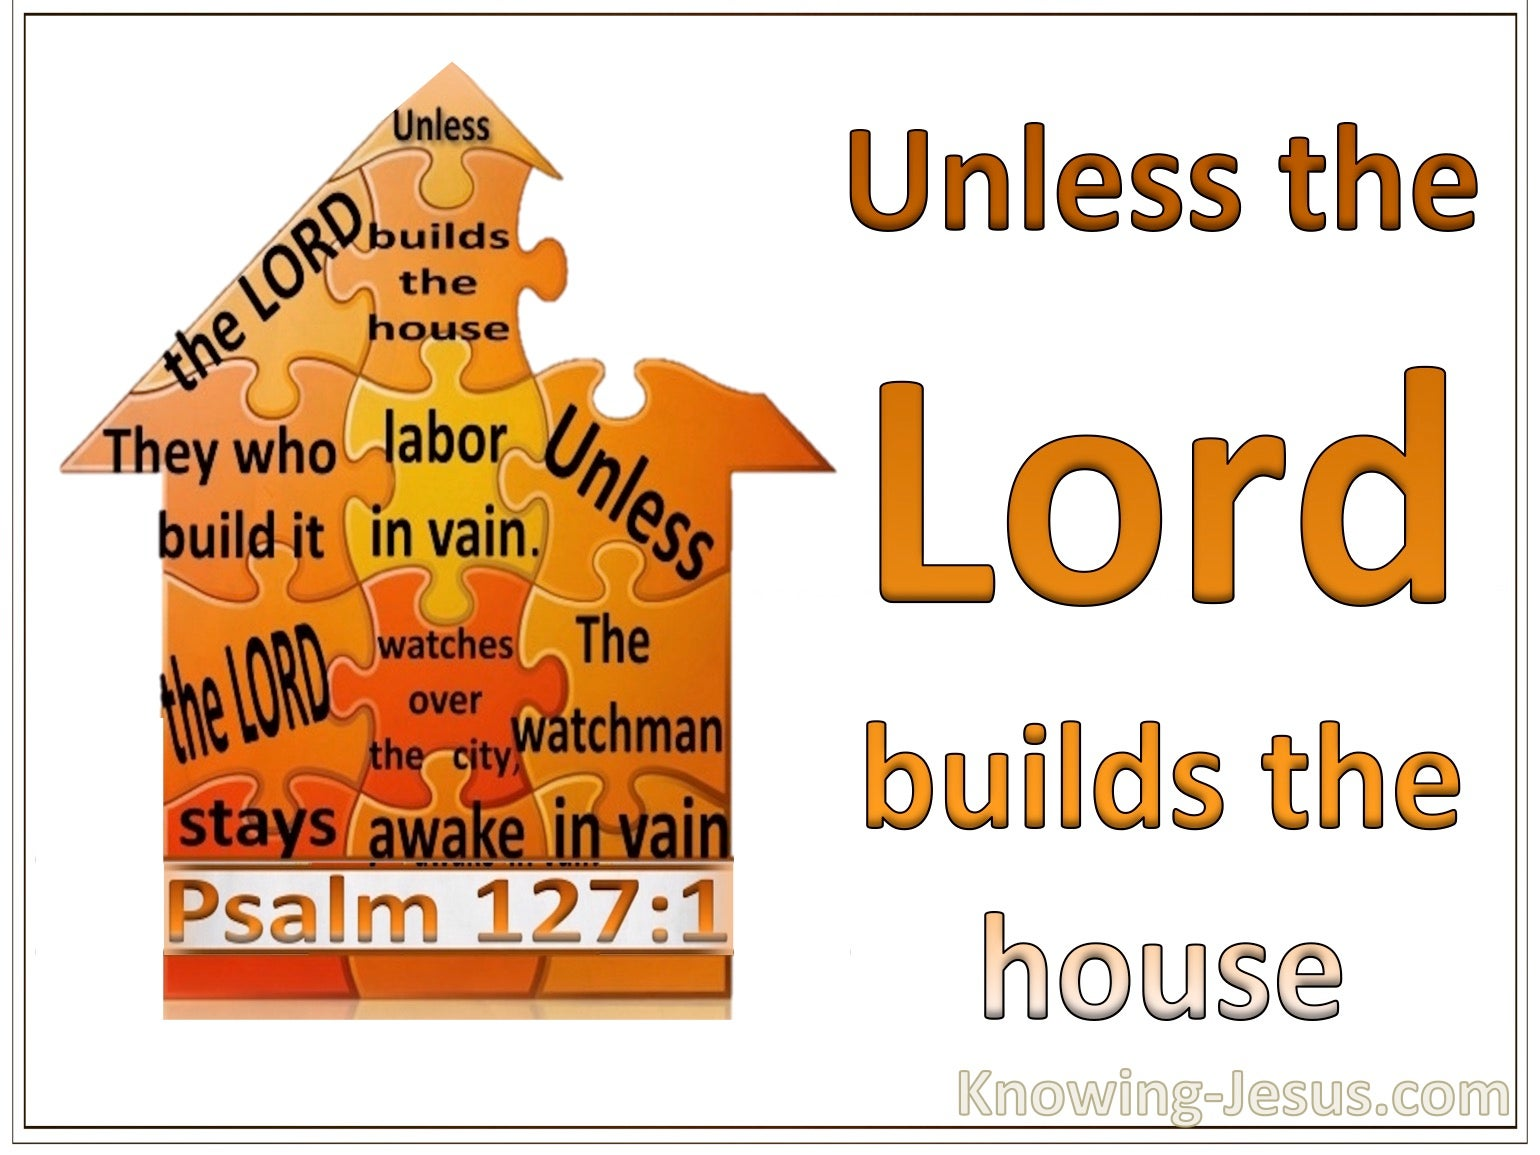 Unless
the LORD
builds
the
house
They who
build it
labor
in vain.
Unless
the LORD
watches
over
the city,
The
watchman
stays
awake in vain
Psalm 127:1
Unless the
Lord
builds the
house
Knowing-Jesus.com